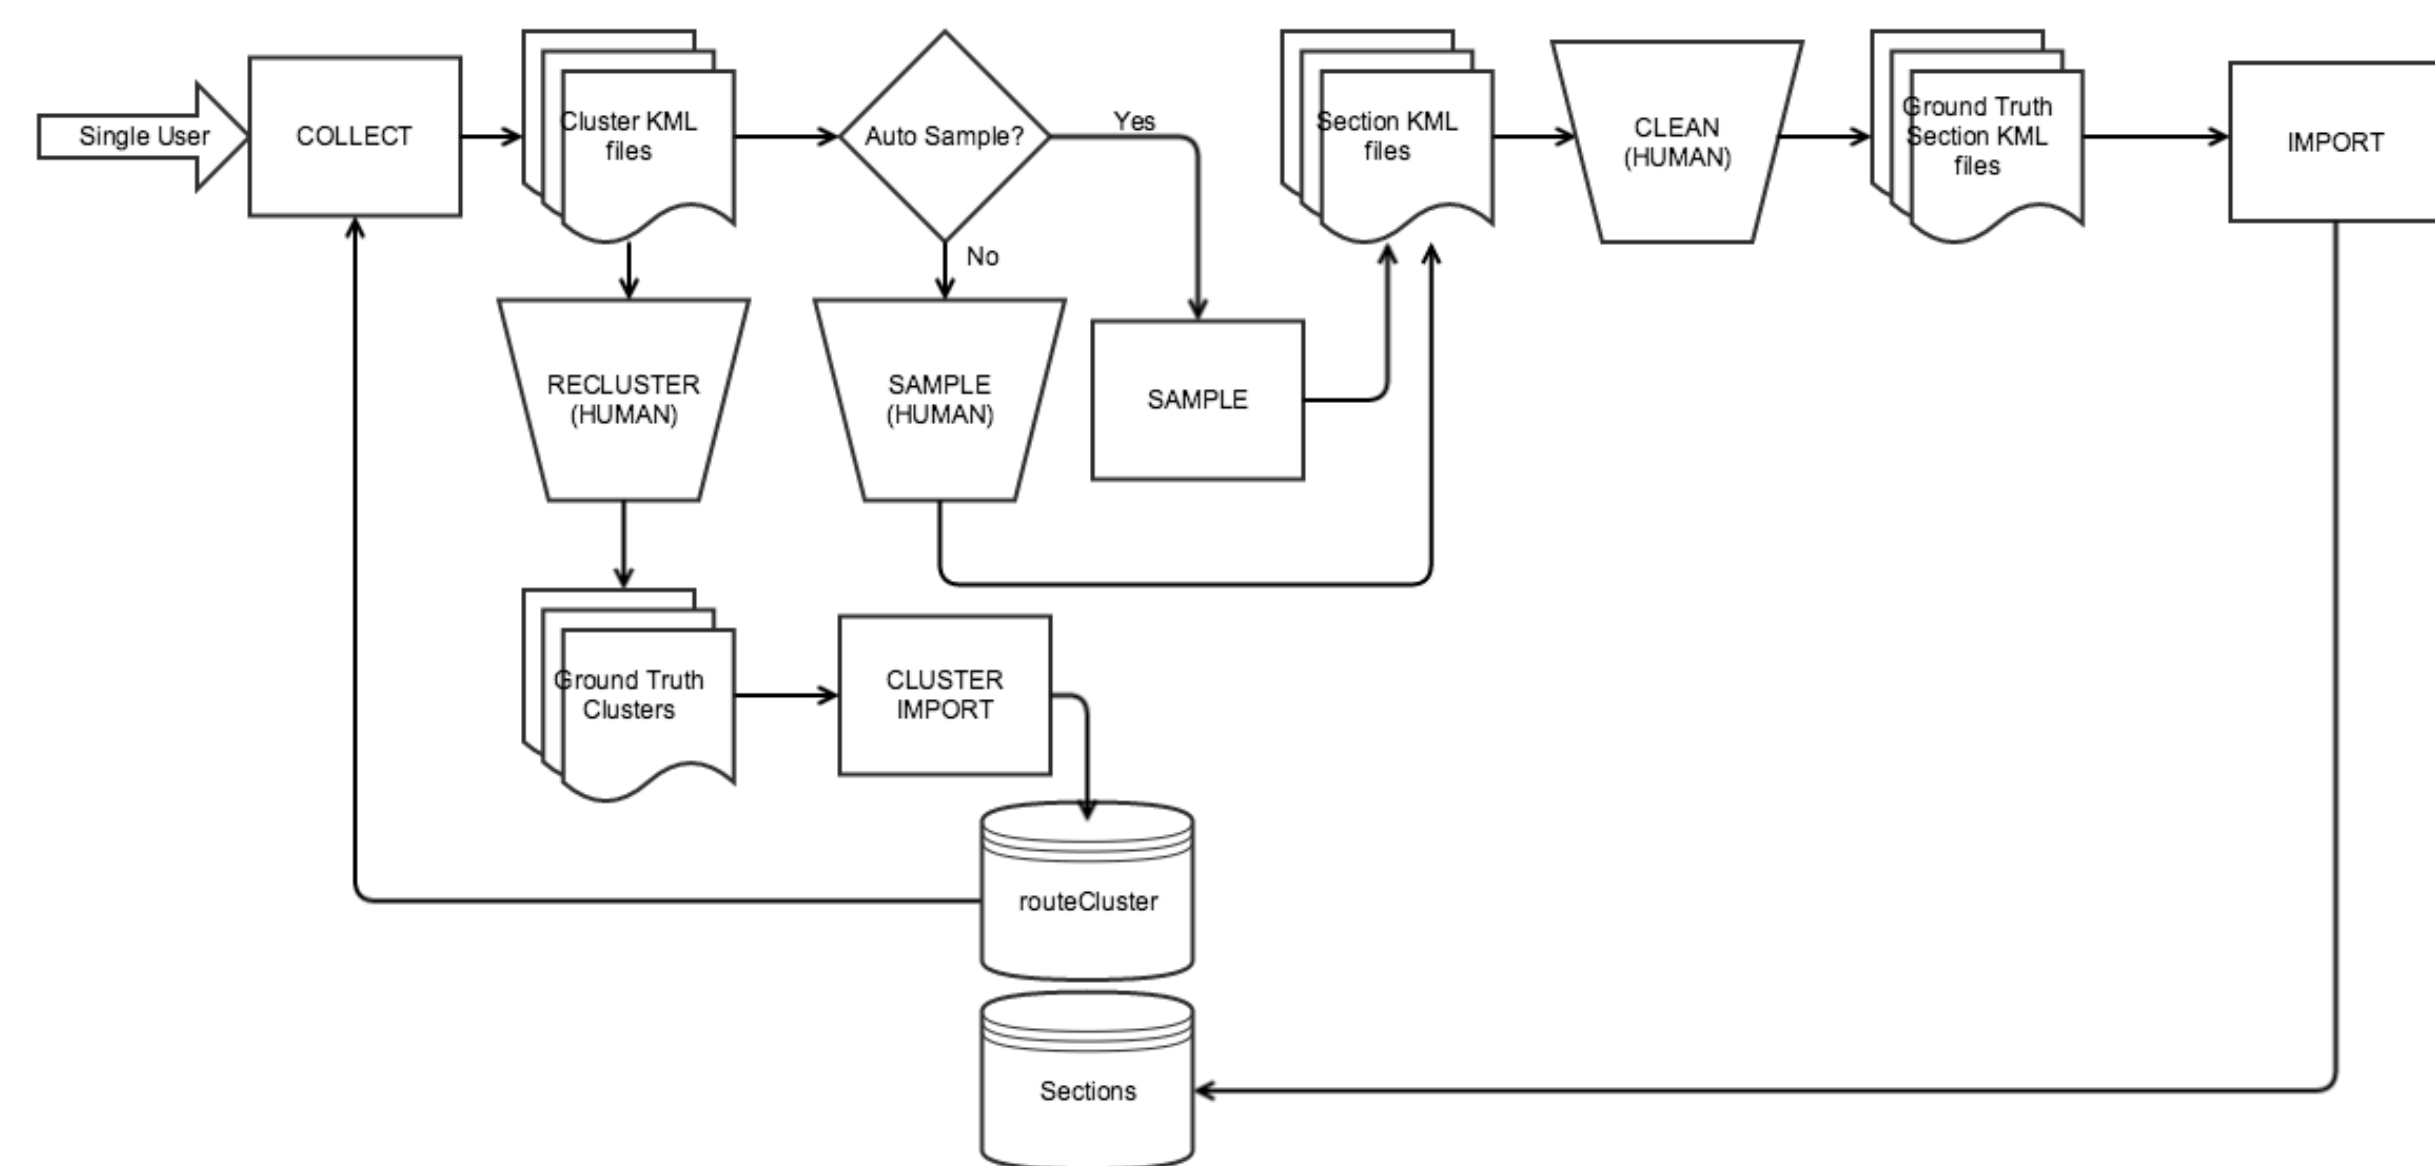 Single User
COLLECT
Cluster KML
files
Auto Sample?
Yes
No
Section KML
files
CLEAN
(HUMAN)
Ground Truth
Section KML
files
IMPORT
RECLUSTER
(HUMAN)
SAMPLE
(HUMAN)
SAMPLE
Ground Truth
Clusters
CLUSTER
IMPORT
routeCluster
Sections